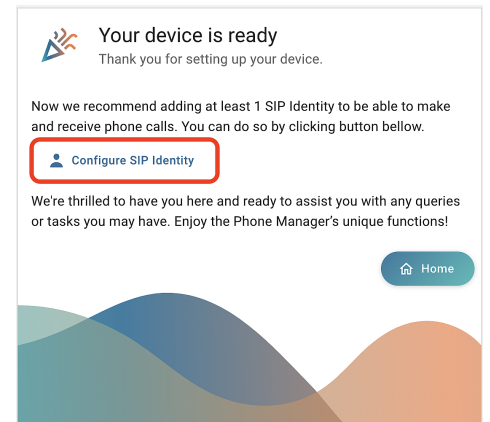 Your device is ready
Thank you for setting up your device.
Now we recommend adding at least 1 SIP Identity to be able to make
and receive phone calls. You can do so by clicking button bellow.
Configure SIP Identity
We're thrilled to have you here and ready to assist you with any queries
or tasks you may have. Enjoy the Phone Manager’s unique functions!
Home